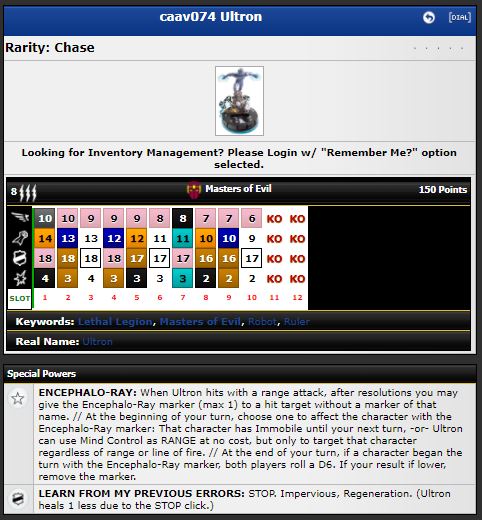 caav074 Ultron
[DIAL]
Rarity: Chase
Looking for Inventory Management? Please Login w/ "Remember Me?" option
selected.
8 Masters of Evil 150 Points
10 10 9 9 9 8 8 7 7 6 KO KO
14 13 13 12 12 11 11 10 10 9 KO KO
18 18 18 18 17 17 17 16 16 17 KO KO
4 3 4 3 3 3 3 2 2 2 KO KO
SLOT 1 2 3 4 5 6 7 8 9 10 11 12
Keywords: Lethal Legion, Masters of Evil, Robot, Ruler
Real Name: Ultron
Special Powers
ENCEPHALO-RAY: When Ultron hits with a range attack, after resolutions you may
give the Encephalo-Ray marker (max 1) to a hit target without a marker of that
name. // At the beginning of your turn, choose one to affect the character with the
Encephalo-Ray marker: That character has Immobile until your next turn, -or- Ultron
can use Mind Control as RANGE at no cost, but only to target that character
regardless of range or line of fire. // At the end of your turn, if a character began the
turn with the Encephalo-Ray marker, both players roll a D6. If your result if lower,
remove the marker.
LEARN FROM MY PREVIOUS ERRORS: STOP. Impervious, Regeneration. (Ultron
heals 1 less due to the STOP click.)